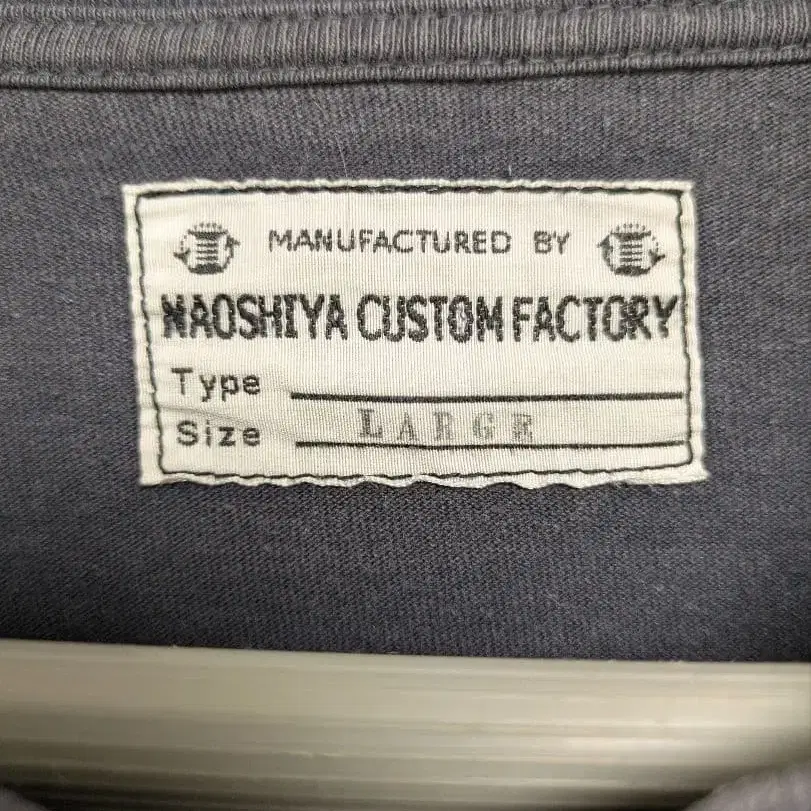 MANUFACTURED BY
NAOSHIYA CUSTOM FACTORY
Type
Size LARGE